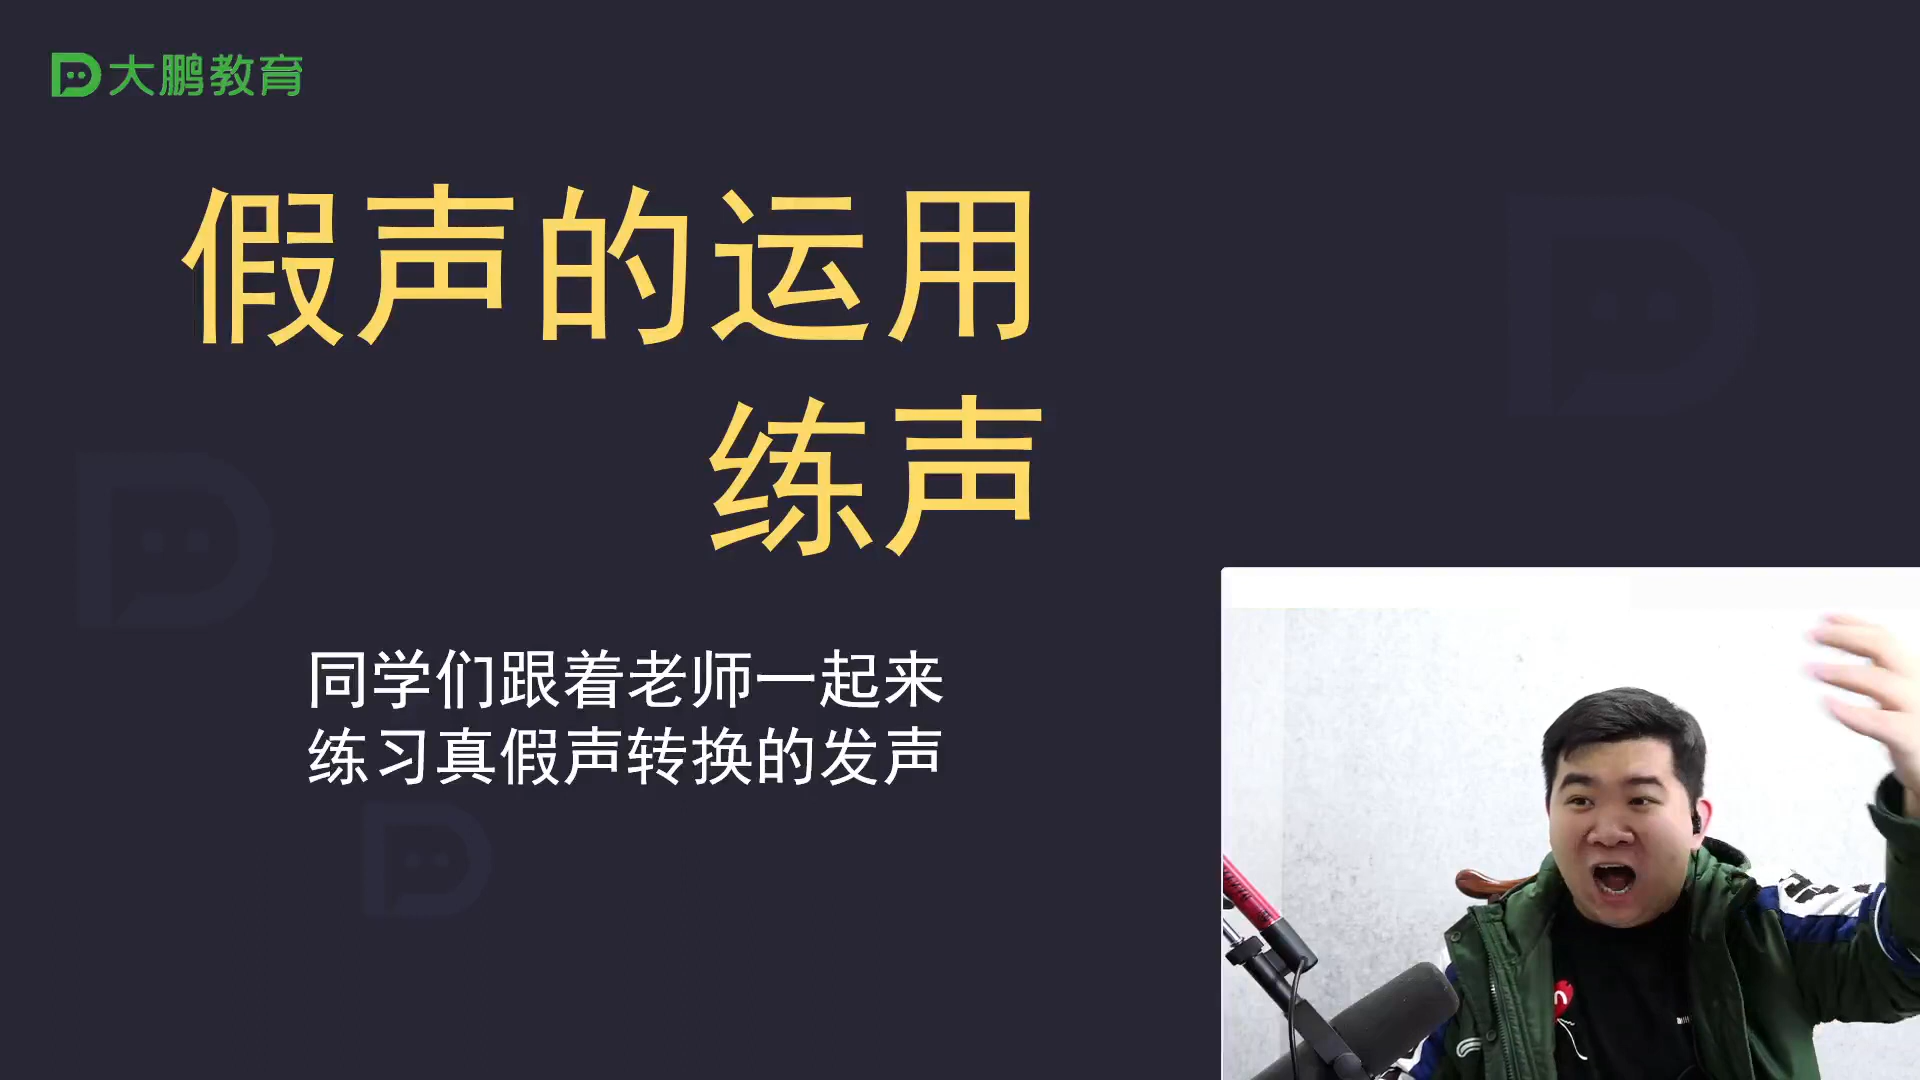 大鹏教育
假声的运用
练声
同学们跟着老师一起来
练习真假声转换的发声